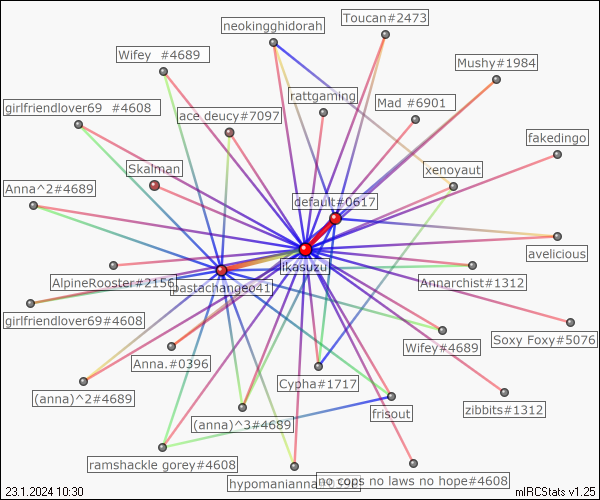 Toucan#2473
neokingghidorah
Wifey #4689
Mushy#1984
rattgaming
Mad #6901
girlfriendlover69 #4608
ace deucy#7097
fakedingo
Skalman
xenoyaut
Anna^2#4689
default#0617
avelicious
ikasuzu
AlpineRooster#2156
pastachangeo41
Annarchist#1312
girlfriendlover69#4608
Soxy Foxy#5076
Wifey#4689
Anna.#0396
Cypha#1717
(anna)^2#4689
zibbits#1312
frisout
(anna)^3#4689
ramshackle gorey#4608
hypomanianna
no cops no laws no hope#4608
23.1.2024 10:30
mIRCStats v1.25